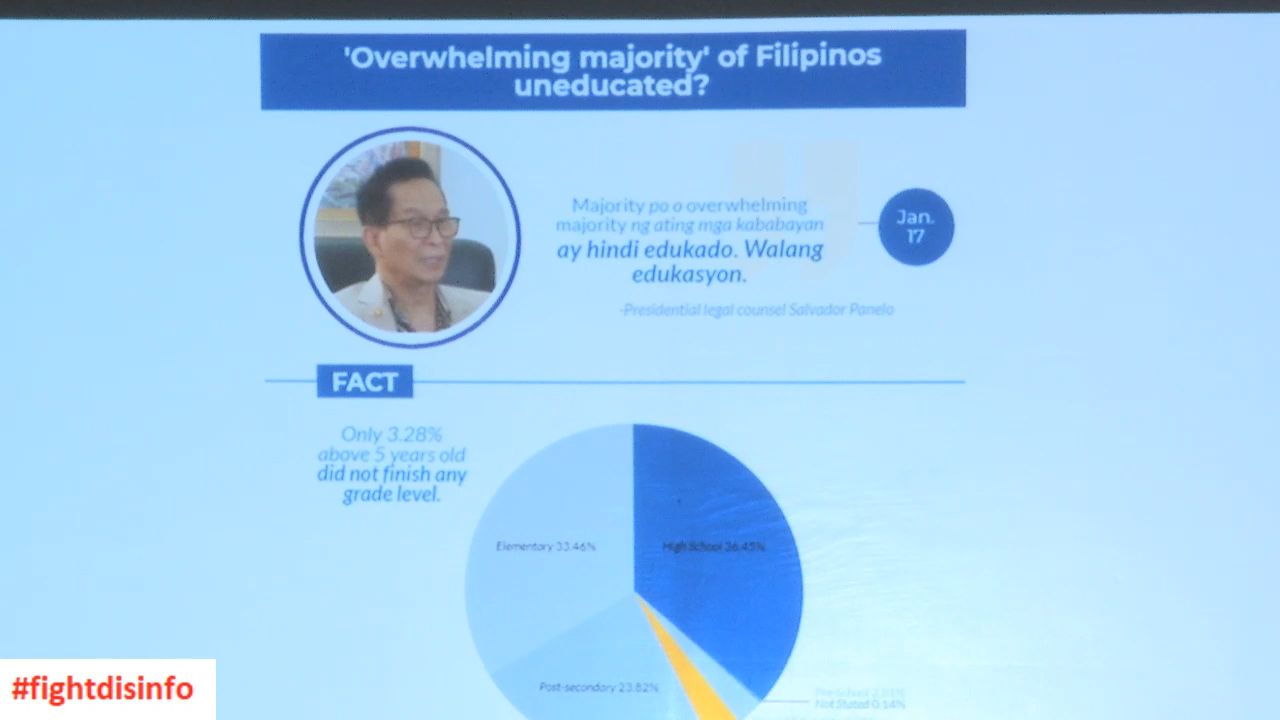 'Overwhelming majority' of Filipinos
uneducated?
Majority po o overwhelming
majority ng ating mga kababayan
ay hindi edukado. Walang
edukasyon.
Jan.
17
-Presidential legal counsel Salvador Panelo
FACT
Only 3.28%
above 5 years old
did not finish any
grade level.
Elementary 33.46%
High School 36.45%
Post-secondary 23.82%
Not Stated 0.14%
#fightdisinfo